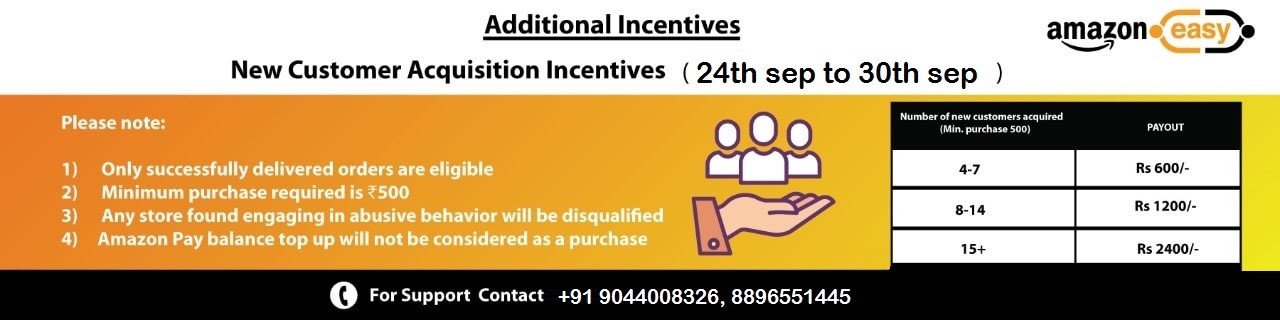 Additional Incentives
amazon easy
New Customer Acquisition Incentives ( 24th sep to 30th sep )
Please note:
1) Only successfully delivered orders are eligible
2) Minimum purchase required is ₹500
3) Any store found engaging in abusive behavior will be disqualified
4) Amazon Pay balance top up will not be considered as a purchase
Number of new customers acquired
(Min. purchase 500)
PAYOUT
4-7 Rs 600/-
8-14 Rs 1200/-
15+ Rs 2400/-
For Support Contact +91 9044008326, 8896551445